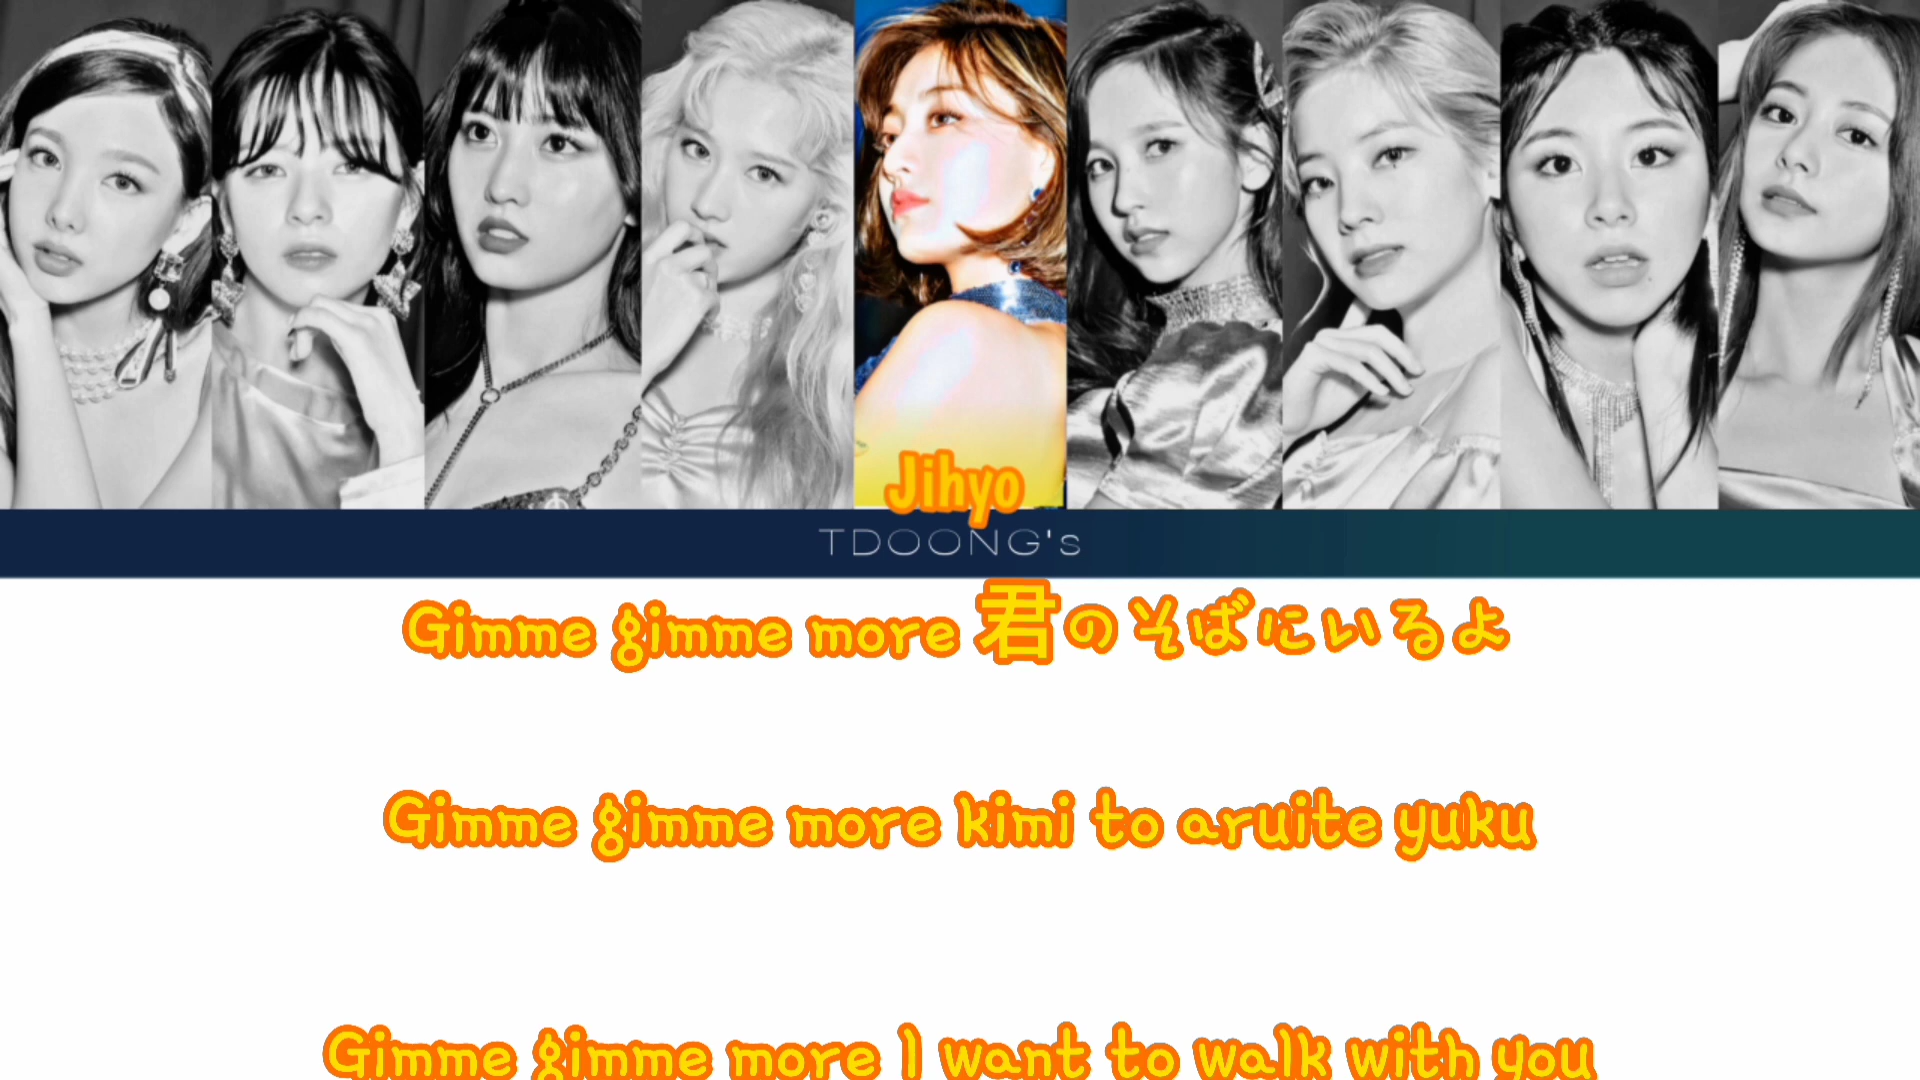 Jihyo
TDOONG's
Gimme gimme more 君のそばにいるよ
Gimme gimme more kimi to aruite yuku
Gimme gimme more I want to walk with you